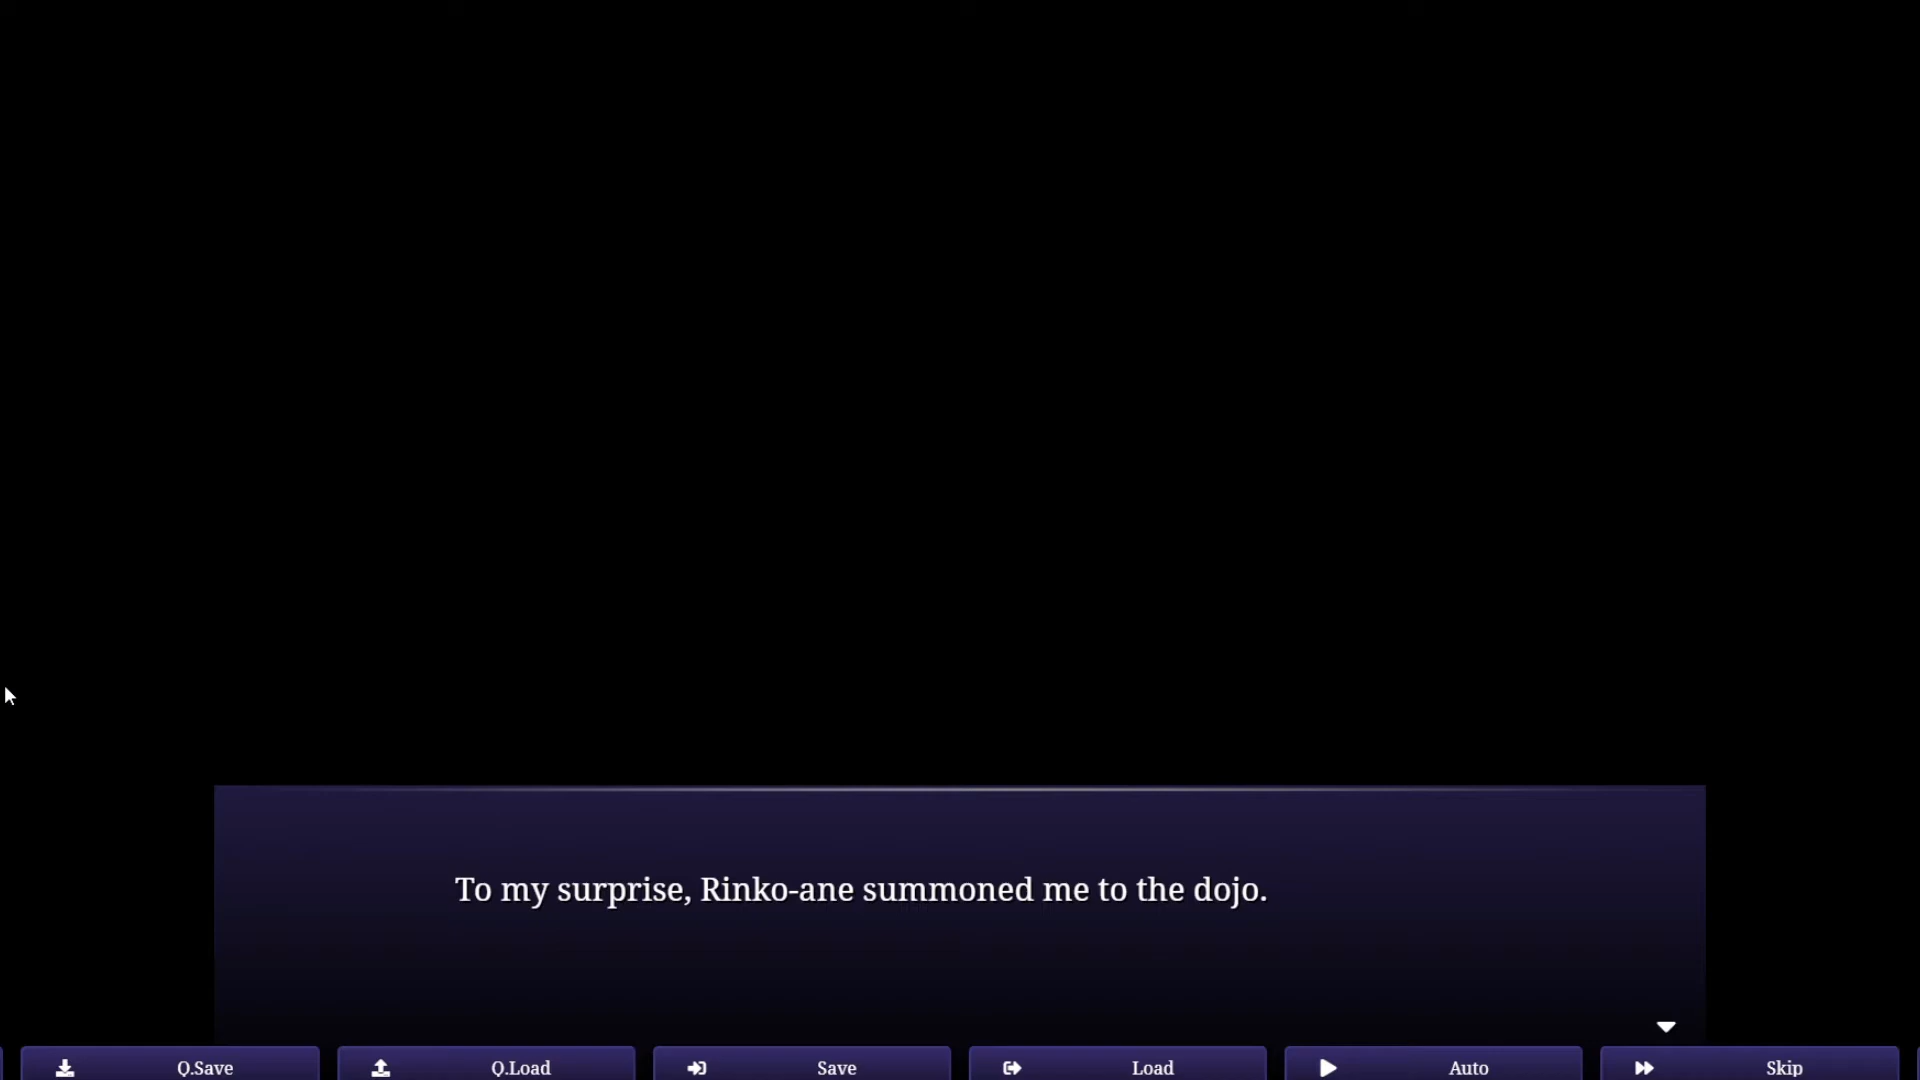 To my surprise, Rinko-ane summoned me to the dojo.
Q.Save Q.Load Save Load Auto Skip